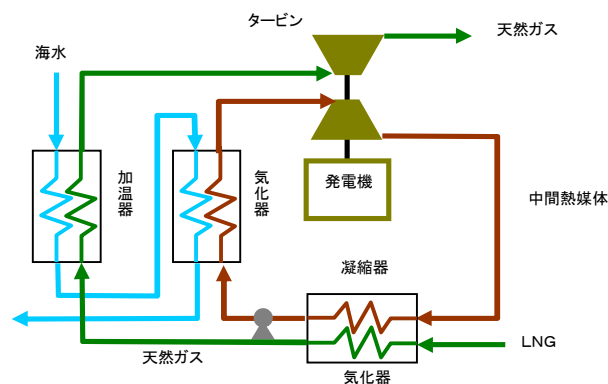 タービン
天然ガス
海水
加温器
気化器
発電機
中間熱媒体
凝縮器
LNG
天然ガス
気化器